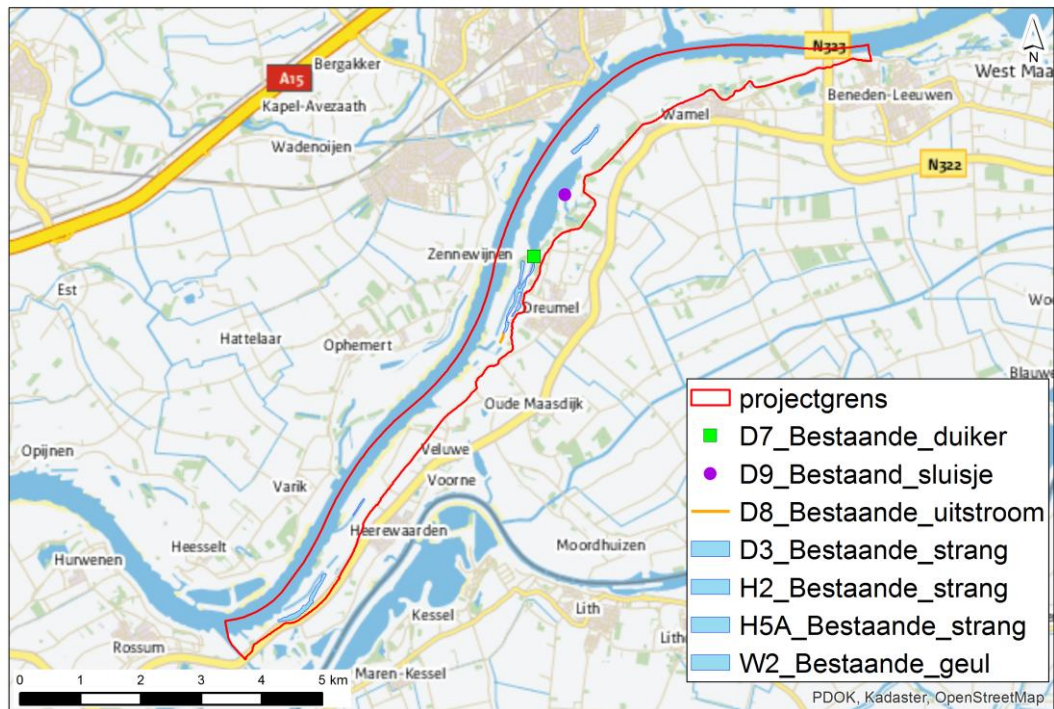 N323
Bergakker
A15
West Maa
N
Kapel-Avezaath
Beneden-Leeuwen
Wamel
Wadenoijen
N322
Zennewijnen
Est
Dreumel
Hattelaar
Ophemert
Blauwe
Oude Maasdijk
Opijnen
Veluwe
Varik
Voorne
Heerewaarden
Heesselt
Hurwenen
Moordhuizen
Kessel
Lith
Rossum
Maren-Kessel
0 1 2 3 4 5 km
projectgrens
D7_Bestaande_duiker
D9_Bestaand_sluisje
D8_Bestaande_uitstroom
D3_Bestaande_strang
H2_Bestaande_strang
H5A_Bestaande_strang
W2_Bestaande_geul
PDOK, Kadaster, OpenStreetMap